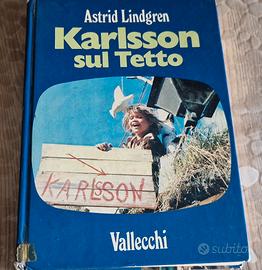 Astrid Lindgren
Karlsson
sul Tetto
KARLSSON
Vallecchi
subito